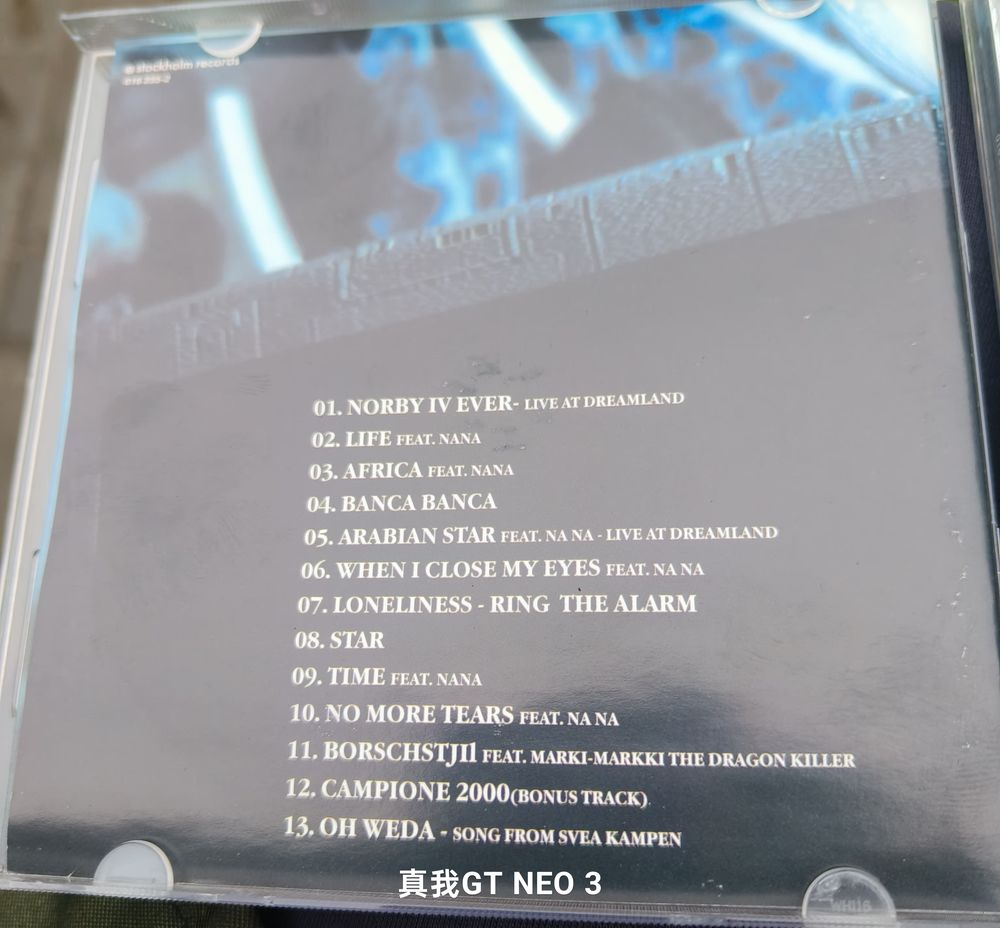 stockholm records
01. NORBY IV EVER- LIVE AT DREAMLAND
02. LIFE FEAT. NANA
03. AFRICA FEAT. NANA
04. BANCA BANCA
05. ARABIAN STAR FEAT. NA NA - LIVE AT DREAMLAND
06. WHEN I CLOSE MY EYES FEAT. NA NA
07. LONELINESS - RING THE ALARM
08. STAR
09. TIME FEAT. NANA
10. NO MORE TEARS FEAT. NA NA
11. BORSCHSTJIl FEAT. MARKI-MARKKI THE DRAGON KILLER
12. CAMPIONE 2000(BONUS TRACK)
13. OH WEDA - SONG FROM SVEA KAMPEN
真我GT NEO 3